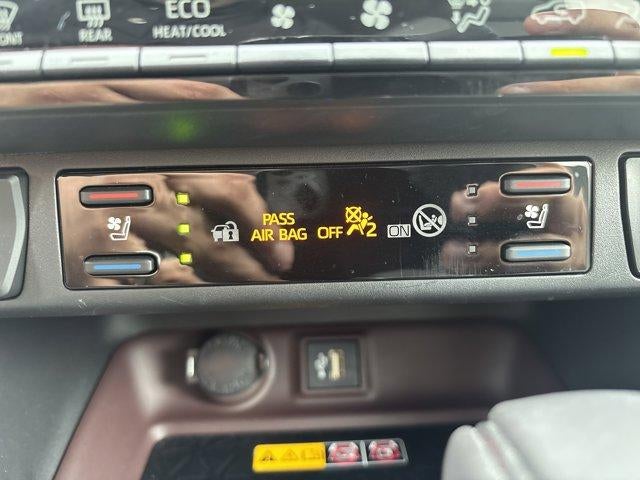 FRONT
REAR
ECO
HEAT/COOL
PASS
AIR BAG OFF 2 ON